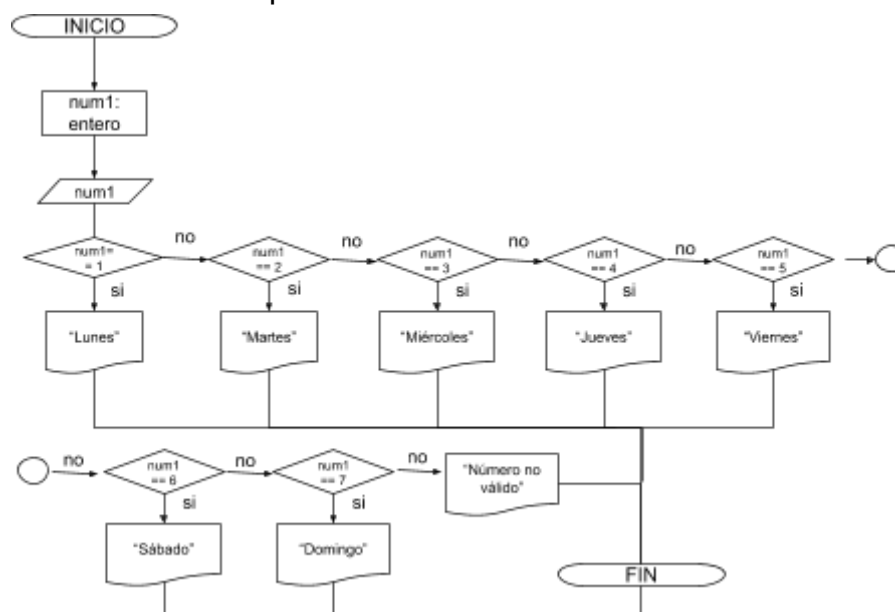 INICIO
num1:
entero
num1
num1=
= 1
no
num1
== 2
no
num1
== 3
no
num1
== 4
no
num1
== 5
si
si
si
si
si
"Lunes"
"Martes"
"Miércoles"
"Jueves"
"Viernes"
no
num1
== 6
no
num1
== 7
no
"Número no
válido"
si
si
"Sábado"
"Domingo"
FIN